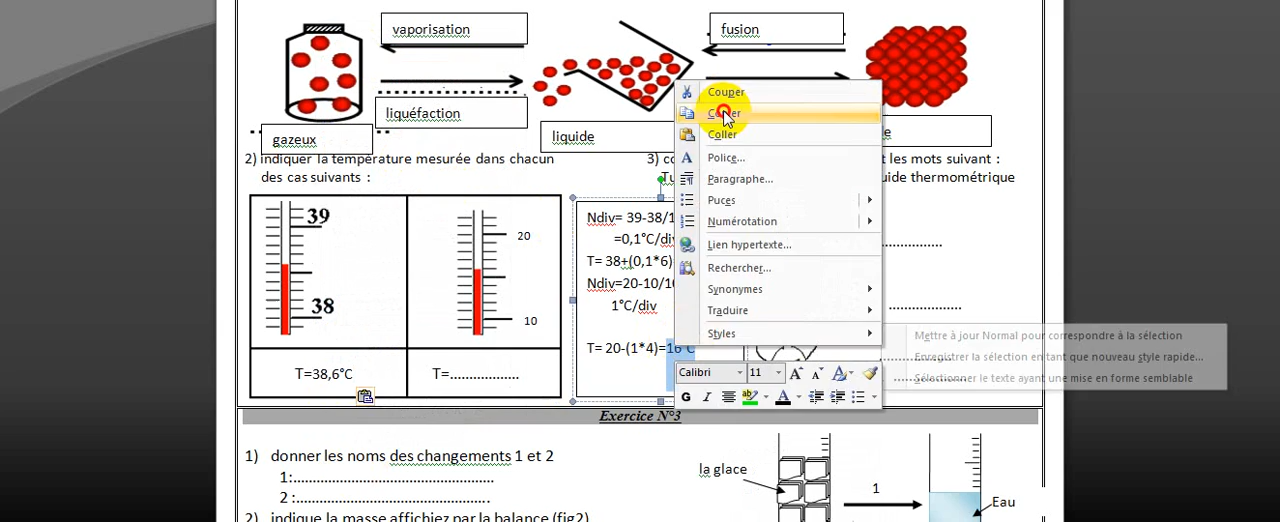 vaporisation
fusion
liquéfaction
liquide
gazeux
2) indiquer la température mesurée dans chacun
des cas suivants :
les mots suivant :
thermométrique
39
38
20
10
T=38,6°C
T=.................
Ndiv= 39-38/1
=0,1°C/div
T= 38+(0,1*6)
Ndiv=20-10/10
1°C/div
T= 20-(1*4)=16°C
Couper
Copier
Coller
Police...
Paragraphe...
Puces
Numérotation
Lien hypertexte...
Rechercher...
Synonymes
Traduire
Styles
Mettre à jour Normal pour correspondre à la sélection
Enregistrer la sélection en tant que nouveau style rapide...
Sélectionner le texte ayant une mise en forme semblable
Calibri
11
G I
Exercice N°3
1) donner les noms des changements 1 et 2
1:.................................................
2 :................................................
2) indique la masse affichiez par la balance (fig2)
la glace
1
Eau